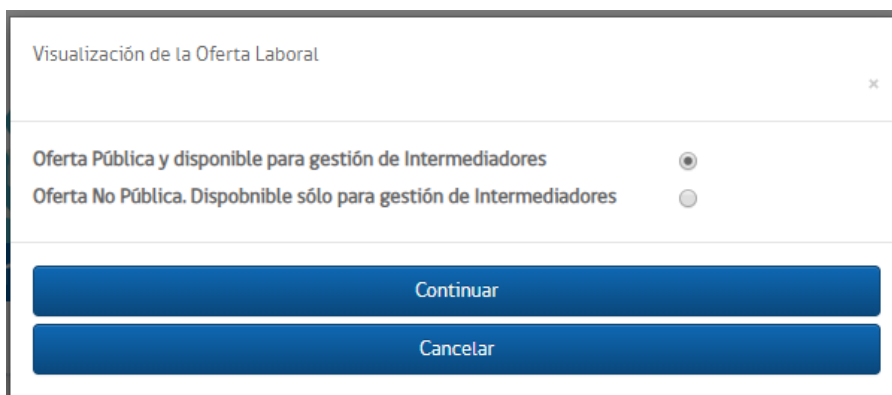 Visualización de la Oferta Laboral
×
Oferta Pública y disponible para gestión de Intermediadores
Oferta No Pública. Dispobnible sólo para gestión de Intermediadores
Continuar
Cancelar